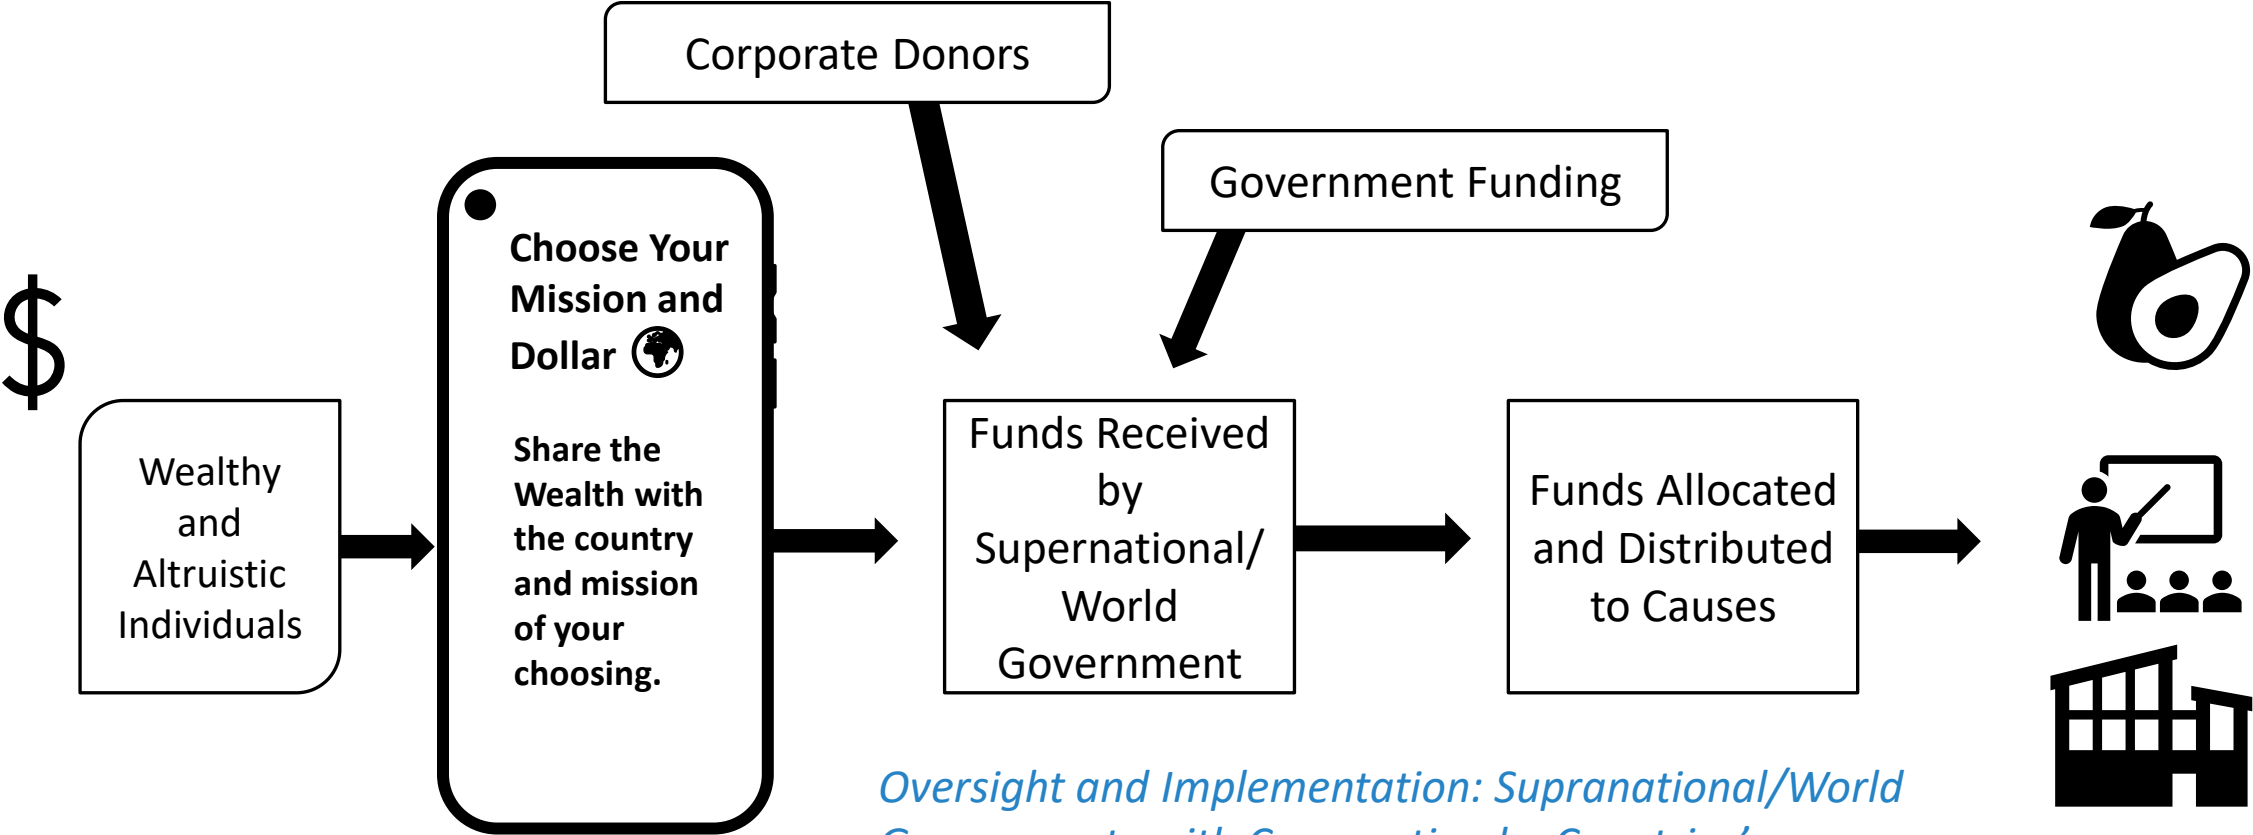 Corporate Donors
Government Funding
Choose Your
Mission and
Dollar
Share the
Wealth with
the country
and mission
of your
choosing.
$
Wealthy
and
Altruistic
Individuals
Funds Received
by
Supernational/
World
Government
Funds Allocated
and Distributed
to Causes
Oversight and Implementation: Supranational/World